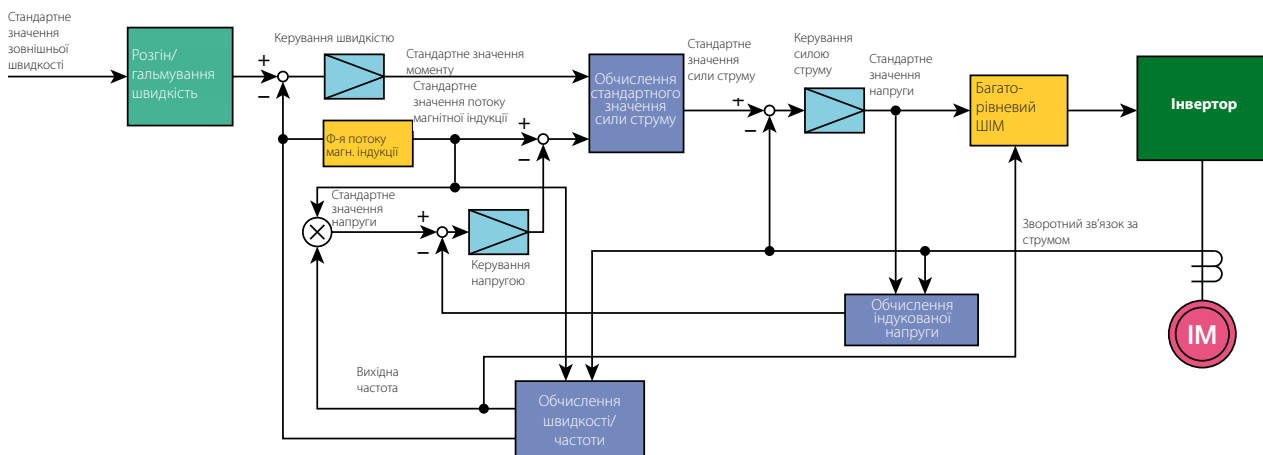 Стандартне
значення
зовнішньої
швидкості
Розгін/
гальмування
швидкість
+
−
Керування швидкістю
Стандартне значення
моменту
Стандартне
значення потоку
магнітної індукції
Ф-я потоку
магн. індукції
+
−
Обчислення
стандартного
значення
сили струму
Стандартне
значення
сили струму
+
−
Керування
силою
струму
Стандартне
значення
напруги
Багато-
рівневий
ШІМ
Інвертор
Стандартне
значення
напруги
+
−
Керування
напругою
Зворотний зв'язок за
струмом
Обчислення
індукованої
напруги
ІМ
Вихідна
частота
Обчислення
швидкості/
частоти